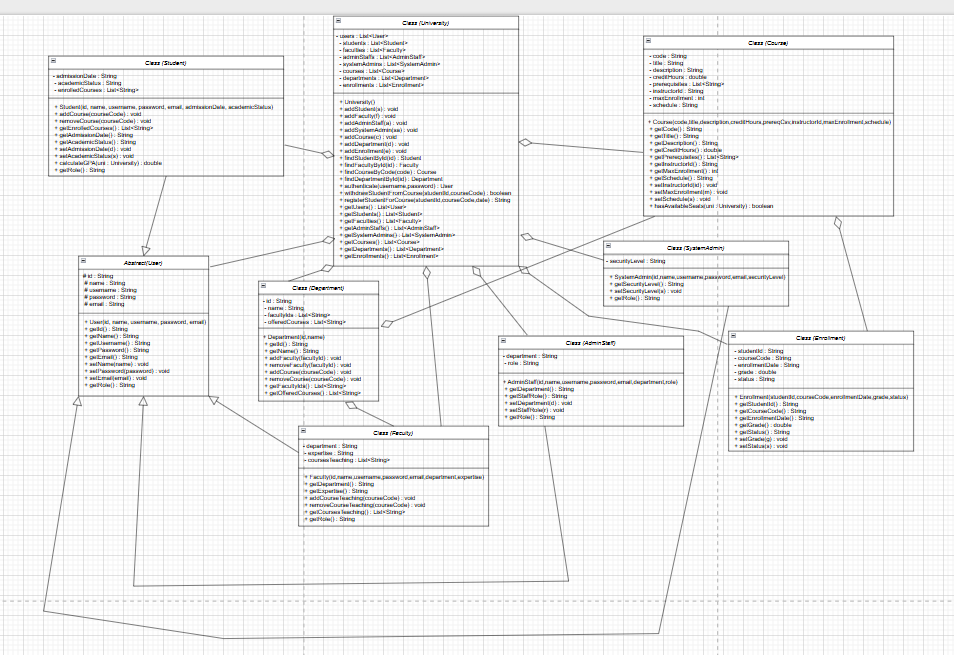 Class (University)
- users : List<User>
- students : List<Student>
- faculties : List<Faculty>
- adminStaffs : List<AdminStaff>
- systemAdmins : List<SystemAdmin>
- courses : List<Course>
- departments : List<Department>
- enrollments : List<Enrollment>
+ University()
+ addStudent(s) : void
+ addFaculty(f) : void
+ addAdminStaff(a) : void
+ addSystemAdmin(sa) : void
+ addCourse(c) : void
+ addDepartment(d) : void
+ addEnrollment(e) : void
+ findStudentById(id) : Student
+ findFacultyById(id) : Faculty
+ findCourseByCode(code) : Course
+ findDepartmentById(id) : Department
+ authenticate(username,password) : User
+ withdrawStudentFromCourse(studentId,courseCode) : boolean
+ registerStudentForCourse(studentId,courseCode,date) : String
+ getUsers() : List<User>
+ getStudents() : List<Student>
+ getFaculties() : List<Faculty>
+ getAdminStaffs() : List<AdminStaff>
+ getSystemAdmins() : List<SystemAdmin>
+ getCourses() : List<Course>
+ getDepartments() : List<Department>
+ getEnrollments() : List<Enrollment>
Class (Course)
- code : String
- title : String
- description : String
- creditHours : double
- prerequisites : List<String>
- instructorId : String
- maxEnrollment : int
- schedule : String
+ Course(code,title,description,creditHours,prereqCsv,instructorId,maxEnrollment,schedule)
+ getCode() : String
+ getTitle() : String
+ getDescription() : String
+ getCreditHours() : double
+ getPrerequisites() : List<String>
+ getInstructorId() : String
+ getMaxEnrollment() : int
+ getSchedule() : String
+ setInstructorId(id) : void
+ setMaxEnrollment(m) : void
+ setSchedule(s) : void
+ hasAvailableSeats(uni : University) : boolean
Class (Student)
- admissionDate : String
- academicStatus : String
- enrolledCourses : List<String>
+ Student(id, name, username, password, email, admissionDate, academicStatus)
+ addCourse(courseCode) : void
+ removeCourse(courseCode) : void
+ getEnrolledCourses() : List<String>
+ getAdmissionDate() : String
+ getAcademicStatus() : String
+ setAdmissionDate(d) : void
+ setAcademicStatus(s) : void
+ calculateGPA(uni : University) : double
+ getRole() : String
Class (SystemAdmin)
- securityLevel : String
+ SystemAdmin(id,name,username,password,email,securityLevel)
+ getSecurityLevel() : String
+ setSecurityLevel(s) : void
+ getRole() : String
Abstract(User)
# id : String
# name : String
# username : String
# password : String
# email : String
+ User(id, name, username, password, email)
+ getId() : String
+ getName() : String
+ getUsername() : String
+ getPassword() : String
+ getEmail() : String
+ setName(name) : void
+ setPassword(password) : void
+ setEmail(email) : void
+ getRole() : String
Class (Department)
- id : String
- name : String
- facultyIds : List<String>
- offeredCourses : List<String>
+ Department(id,name)
+ getId() : String
+ getName() : String
+ addFaculty(facultyId) : void
+ removeFaculty(facultyId) : void
+ addCourse(courseCode) : void
+ removeCourse(courseCode) : void
+ getFacultyIds() : List<String>
+ getOfferedCourses() : List<String>
Class (AdminStaff)
- department : String
- role : String
+ AdminStaff(id,name,username,password,email,department,role)
+ getDepartment() : String
+ getStaffRole() : String
+ setDepartment(d) : void
+ setStaffRole(r) : void
+ getRole() : String
Class (Enrollment)
- studentId : String
- courseCode : String
- enrollmentDate : String
- grade : double
- status : String
+ Enrollment(studentId,courseCode,enrollmentDate,grade,status)
+ getStudentId() : String
+ getCourseCode() : String
+ getEnrollmentDate() : String
+ getGrade() : double
+ getStatus() : String
+ setGrade(g) : void
+ setStatus(s) : void
Class (Faculty)
- department : String
- expertise : String
- coursesTeaching : List<String>
+ Faculty(id,name,username,password,email,department,expertise)
+ getDepartment() : String
+ getExpertise() : String
+ addCourseTeaching(courseCode) : void
+ removeCourseTeaching(courseCode) : void
+ getCoursesTeaching() : List<String>
+ getRole() : String